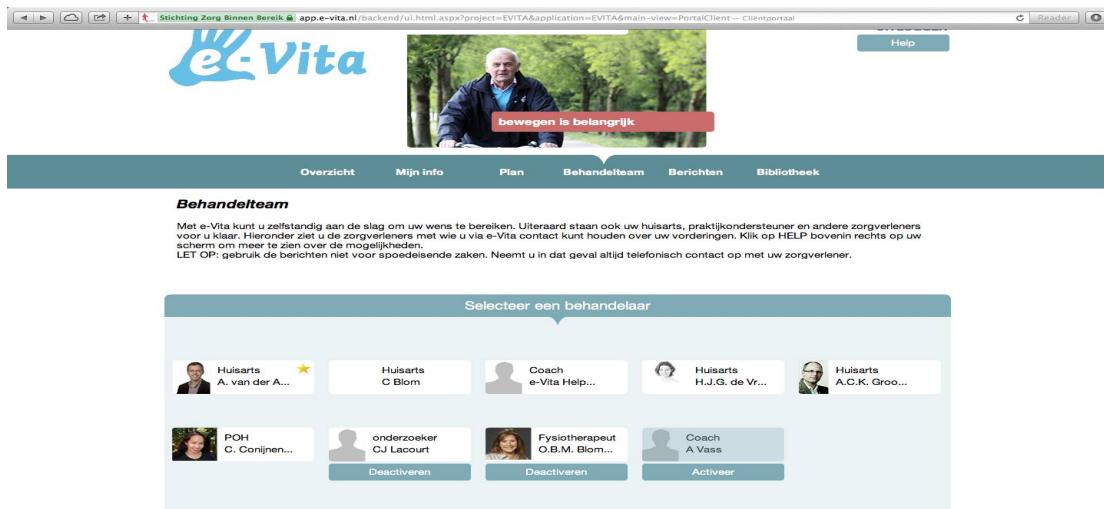 Stichting Zorg Binnen Bereik app.e-vita.nl/backend/ui.html.aspx?project=EVITA&application=EVITA&main-view=PortalClient — Cliëntportaal
Reader
e-Vita
Help
bewegen is belangrijk
Overzicht Mijn info Plan Behandelteam Berichten Bibliotheek
Behandelteam
Met e-Vita kunt u zelfstandig aan de slag om uw wens te bereiken. Uiteraard staan ook uw huisarts, praktijkondersteuner en andere zorgverleners
voor u klaar. Hieronder ziet u de zorgverleners met wie u via e-Vita contact kunt houden over uw vorderingen. Klik op HELP bovenin rechts op uw
scherm om meer te zien over de mogelijkheden.
LET OP: gebruik de berichten niet voor spoedeisende zaken. Neemt u in dat geval altijd telefonisch contact op met uw zorgverlener.
Selecteer een behandelaar
Huisarts
A. van der A...
Huisarts
C Blom
Coach
e-Vita Help...
Huisarts
H.J.G. de Vr...
Huisarts
A.C.K. Groo...
POH
C. Conijnen...
onderzoeker
CJ Lacourt
Deactiveren
Fysiotherapeut
O.B.M. Blom...
Deactiveren
Coach
A Vass
Activeer